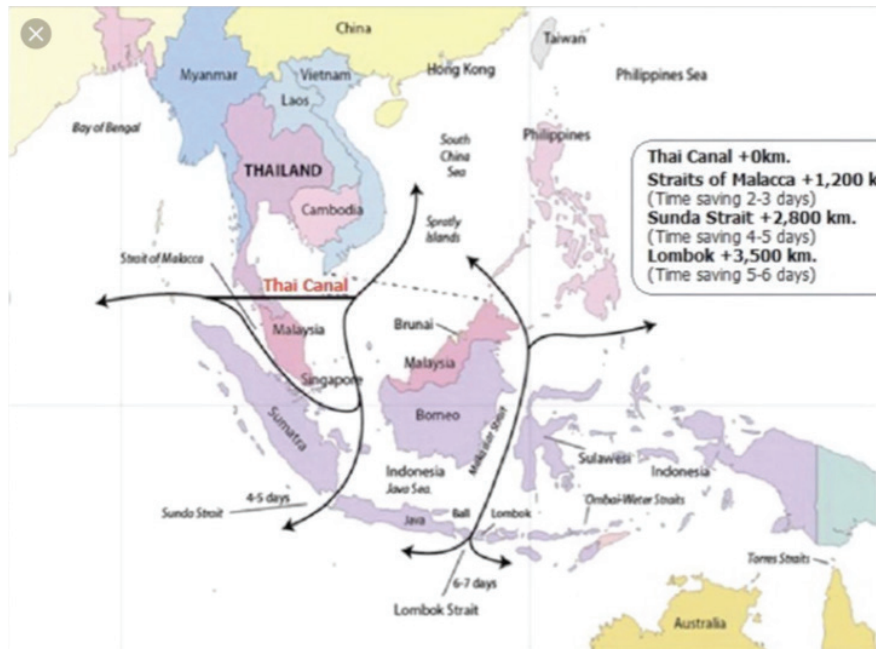 China
Taiwan
Myanmar
Vietnam
Hong Kong
Philippines Sea
Laos
Bay of Bengal
South
China
Sea
Philippines
THAILAND
Thai Canal +0km.
Straits of Malacca +1,200 k
(Time saving 2-3 days)
Sunda Strait +2,800 km.
(Time saving 4-5 days)
Lombok +3,500 km.
(Time saving 5-6 days)
Cambodia
Spratly
Islands
Strait of Malacca
Thai Canal
Malaysia
Brunai
Malaysia
Singapore
Sumatra
Borneo
Makassar Strait
Sulawesi
Indonesia
Indonesia
Java Sea
4-5 days
Sunda Strait
Java
Bali
Lombok
Ombai-Weter Straits
6-7 days
Lombok Strait
Torres Straits
Australia